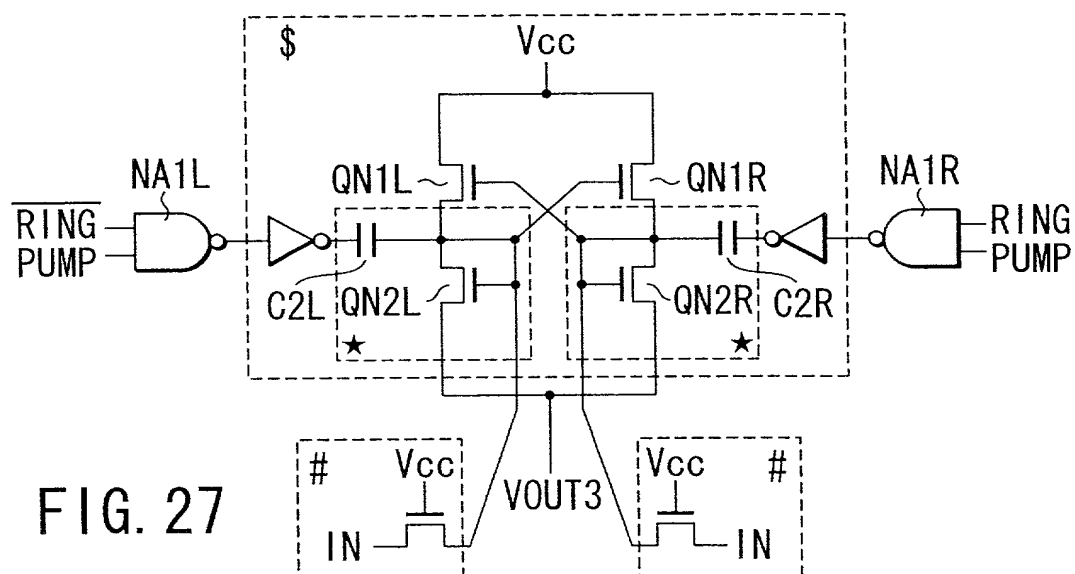 $
Vcc
NA1L
QN1L
QN1R
NA1R
R̅I̅N̅G̅
RING
PUMP
PUMP
C2L
QN2L
QN2R
C2R
★
★
#
Vcc
VOUT3
Vcc
#
FIG. 27
IN
IN